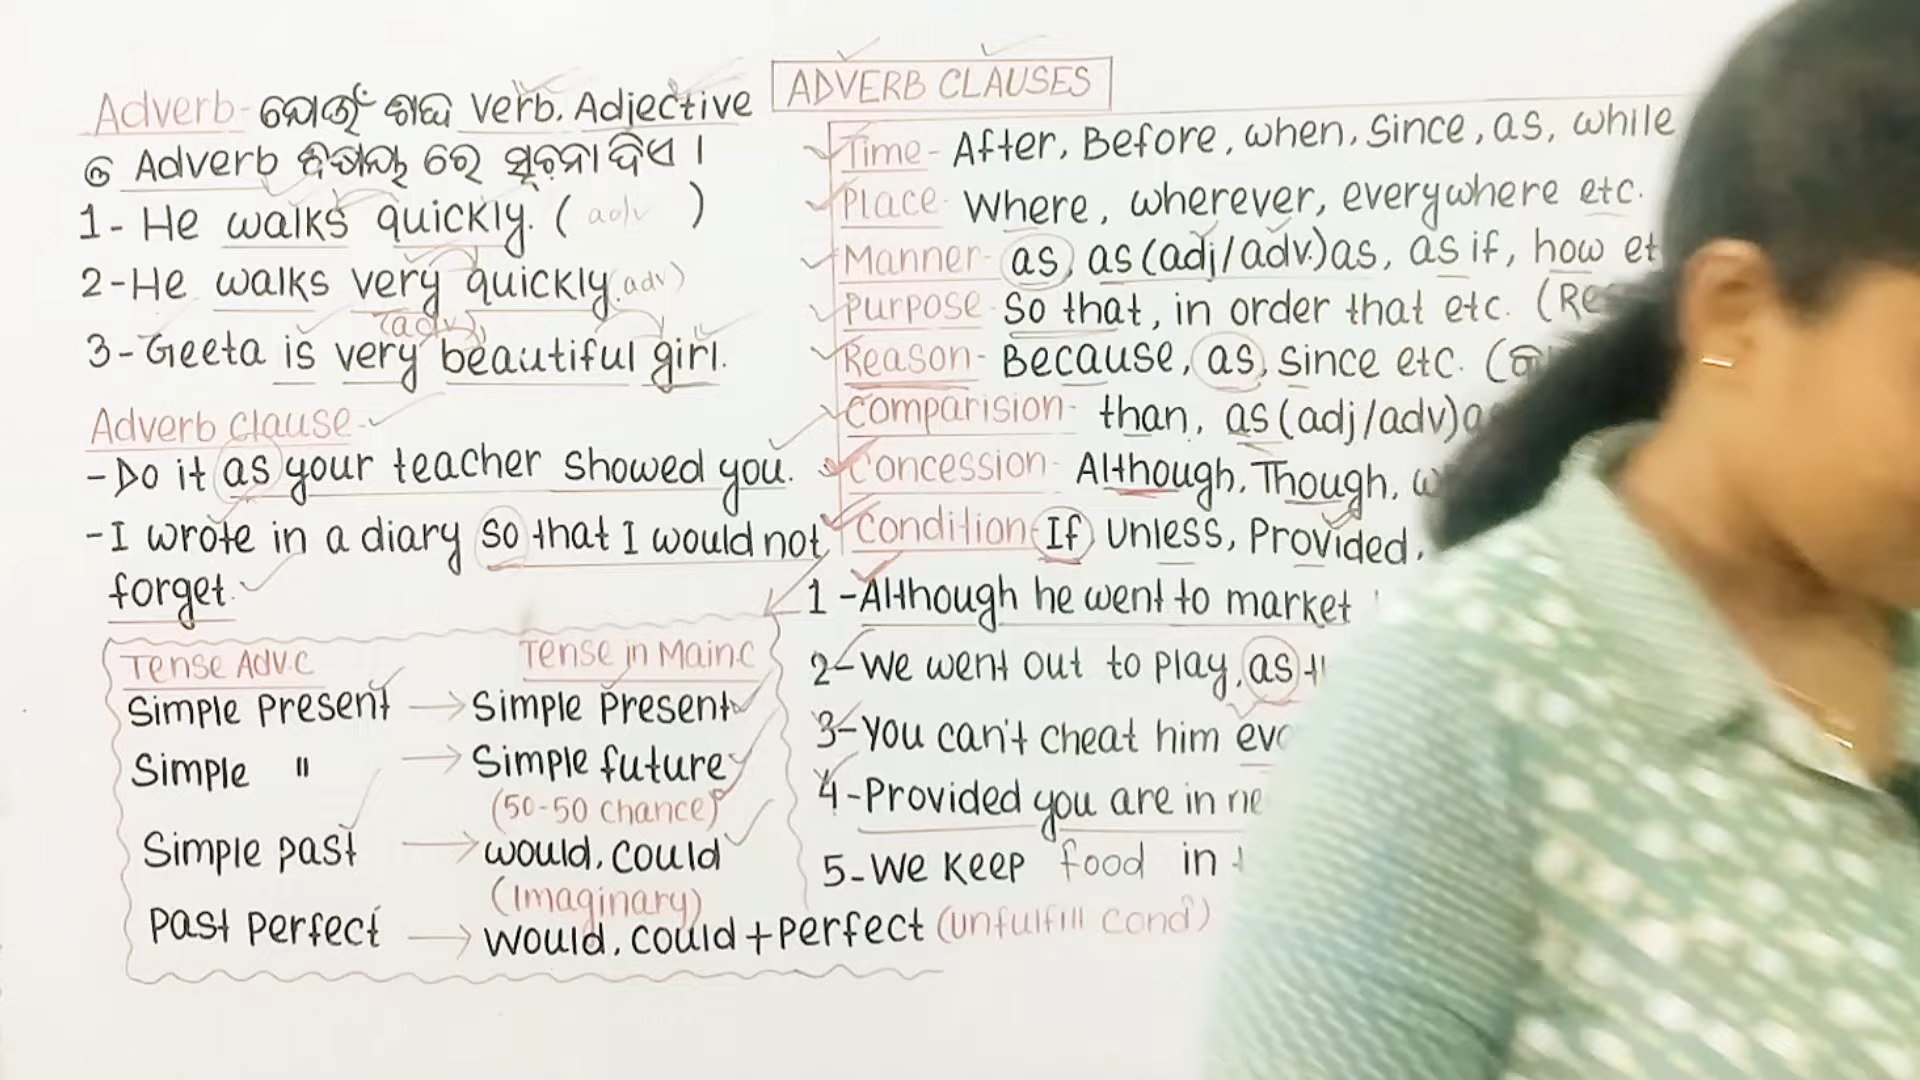 Adverb - ଯେଉଁ ଶବ୍ଦ Verb, Adjective
ଓ Adverb ବିଷୟ ରେ ସୂଚନା ଦିଏ ।
1- He walks quickly. ( adv )
2-He walks very quickly.(adv)
(adv)
3-Geeta is very beautiful girl.
Adverb clause-
-Do it as your teacher showed you.
-I wrote in a diary so that I would not
forget.
Tense Adv.C Tense in Main.C
Simple present → Simple present
Simple " → Simple future
(50-50 chance)
Simple past → would, could
(Imaginary)
past perfect → would, could + perfect (unfulfill cond)
ADVERB CLAUSES
Time - After, Before, when, since, as, while
Place - Where, wherever, everywhere etc.
Manner- as, as (adj/adv.)as, as if, how
Purpose- so that, in order that etc.
Reason- Because, as, since etc.
Comparision- than, as (adj/adv)
Concession- Although, Though,
Condition- If Unless, Provided,
1 -Although he went to market
2-We went out to play, as
3-You can't cheat him
4-Provided you are in
5-We keep food in